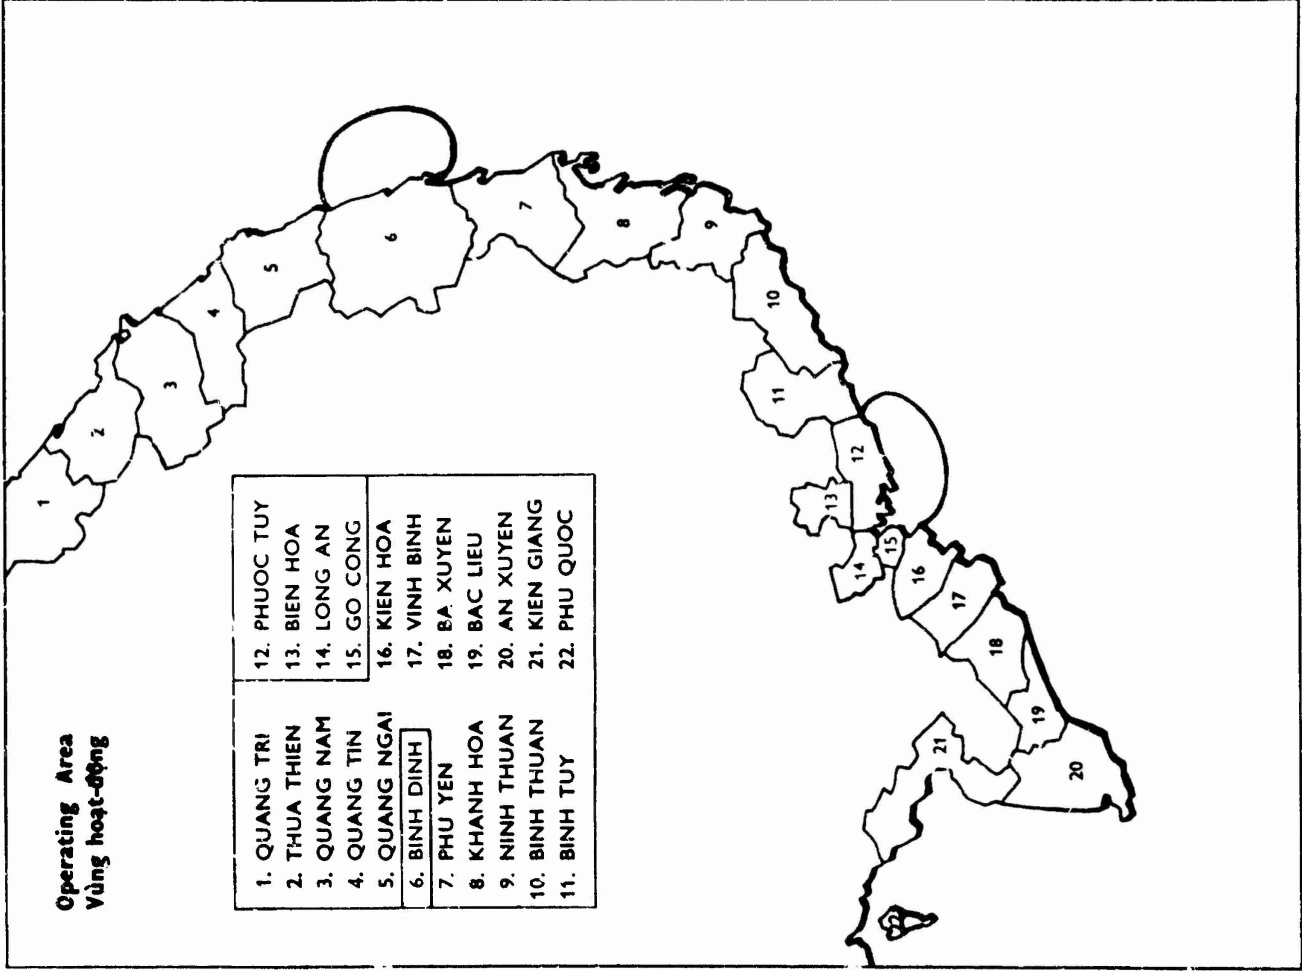 Operating Area
Vùng hoạt-động
1. QUANG TRI
2. THUA THIEN
3. QUANG NAM
4. QUANG TIN
5. QUANG NGAI
6. BINH DINH
7. PHU YEN
8. KHANH HOA
9. NINH THUAN
10. BINH THUAN
11. BINH TUY
12. PHUOC TUY
13. BIEN HOA
14. LONG AN
15. GO CONG
16. KIEN HOA
17. VINH BINH
18. BA XUYEN
19. BAC LIEU
20. AN XUYEN
21. KIEN GIANG
22. PHU QUOC
1
2
3
4
5
6
7
8
9
10
11
12
13
14
15
16
17
18
19
20
21
22